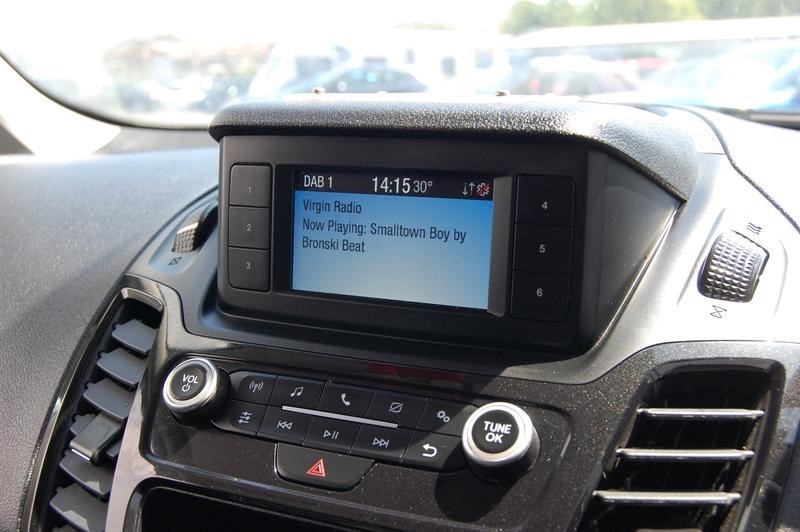 DAB 1 14:15 30°
Virgin Radio
Now Playing: Smalltown Boy by
Bronski Beat
1
2
3
4
5
6
VOL
TUNE
OK